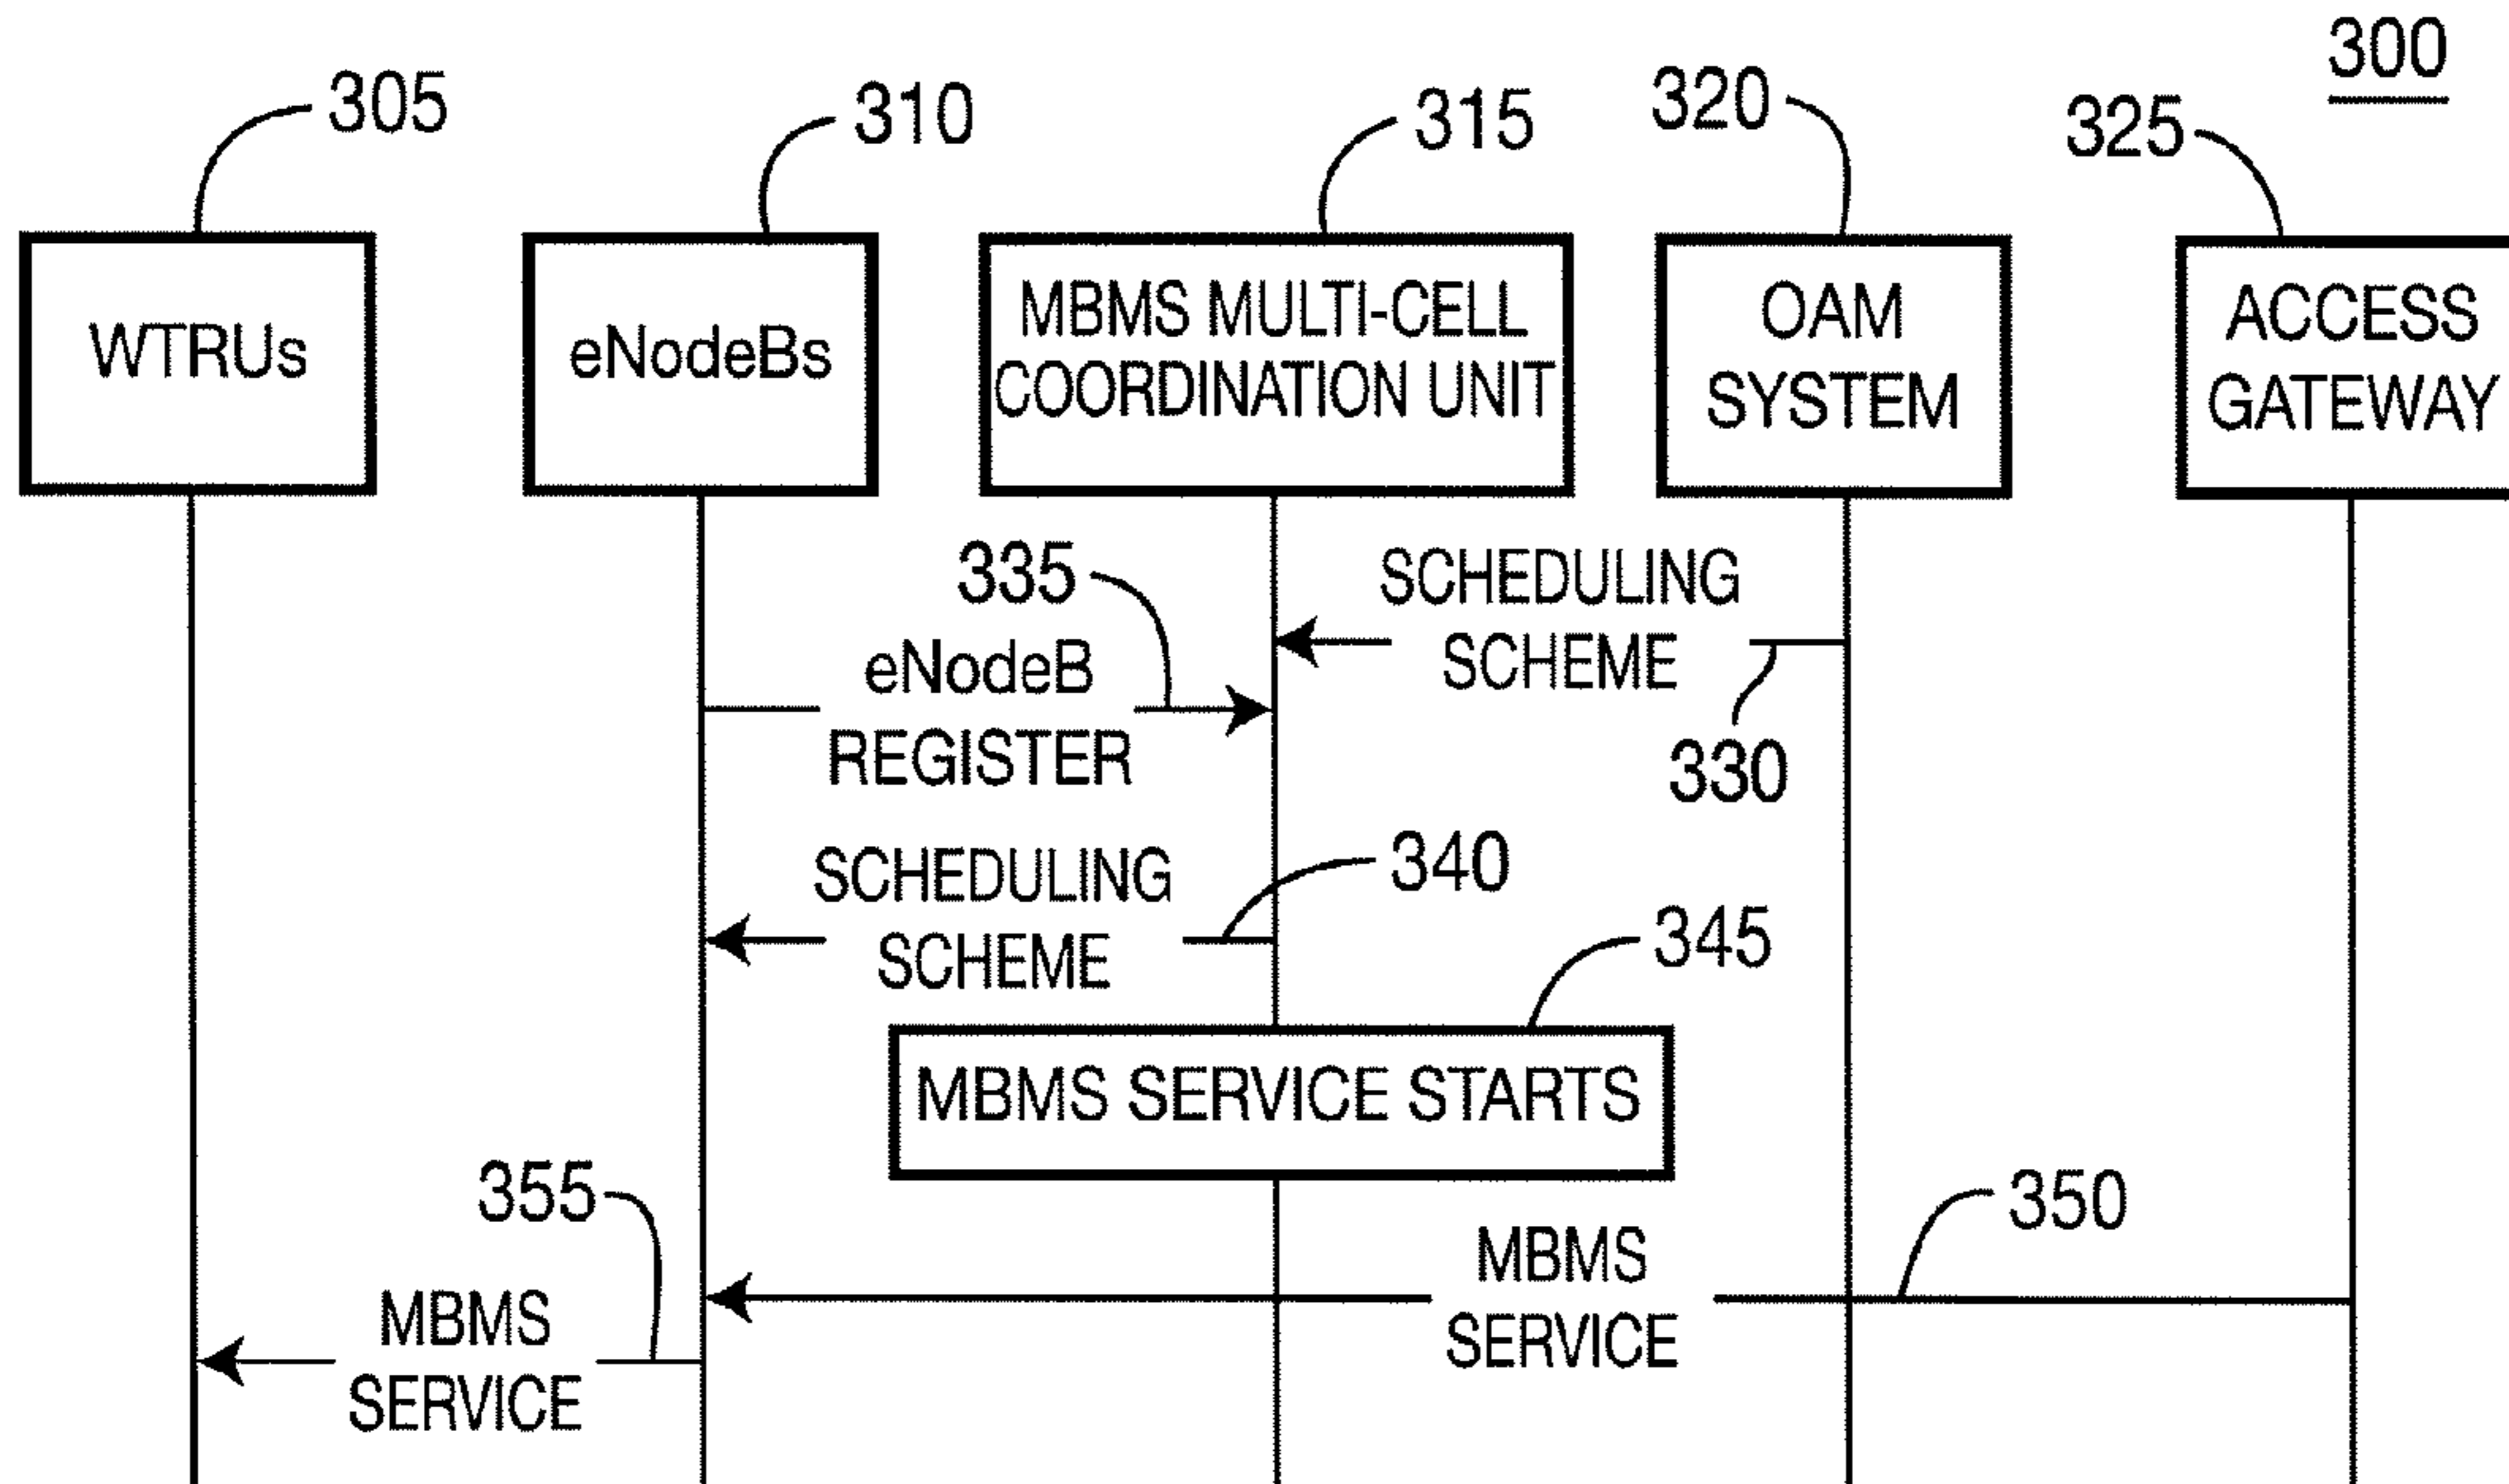 300
305
310
315
320
325
WTRUs
eNodeBs
MBMS MULTI-CELL
COORDINATION UNIT
OAM
SYSTEM
ACCESS
GATEWAY
SCHEDULING
SCHEME
330
335
eNodeB
REGISTER
SCHEDULING
SCHEME
340
345
MBMS SERVICE STARTS
350
MBMS
SERVICE
355
MBMS
SERVICE